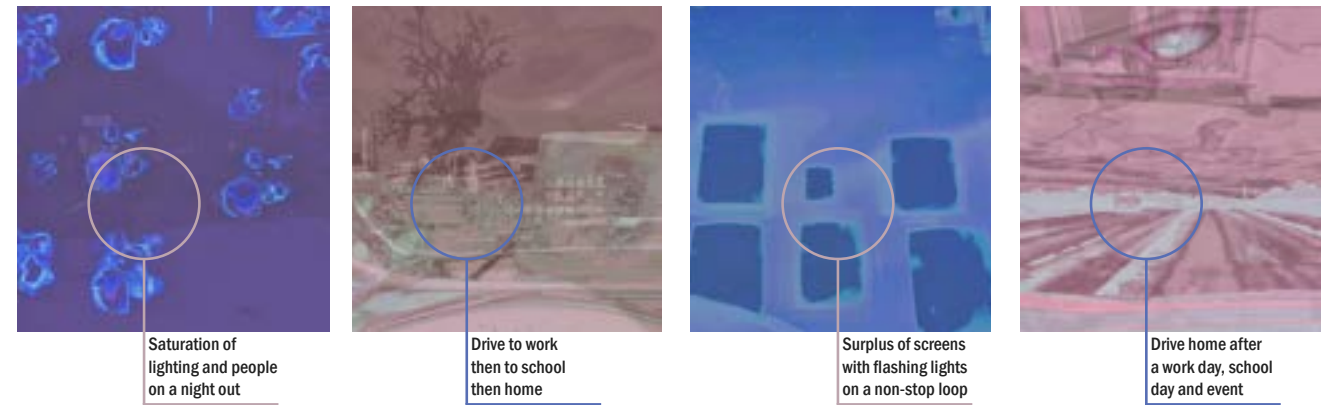 Saturation of
lighting and people
on a night out
Drive to work
then to school
then home
Surplus of screens
with flashing lights
on a non-stop loop
Drive home after
a work day, school
day and event